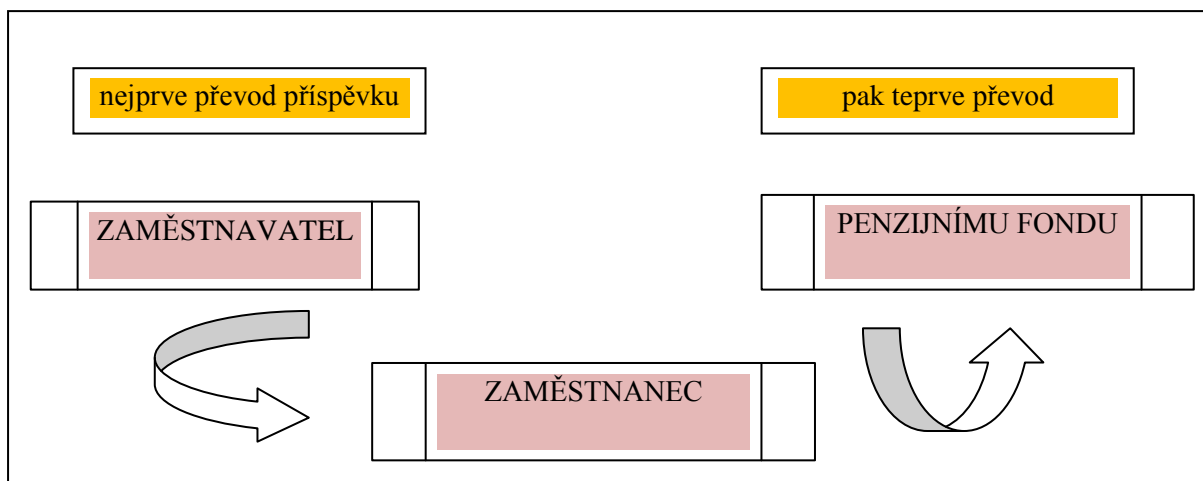 nejprve převod příspěvku
pak teprve převod
ZAMĚSTNAVATEL
PENZIJNÍMU FONDU
ZAMĚSTNANEC